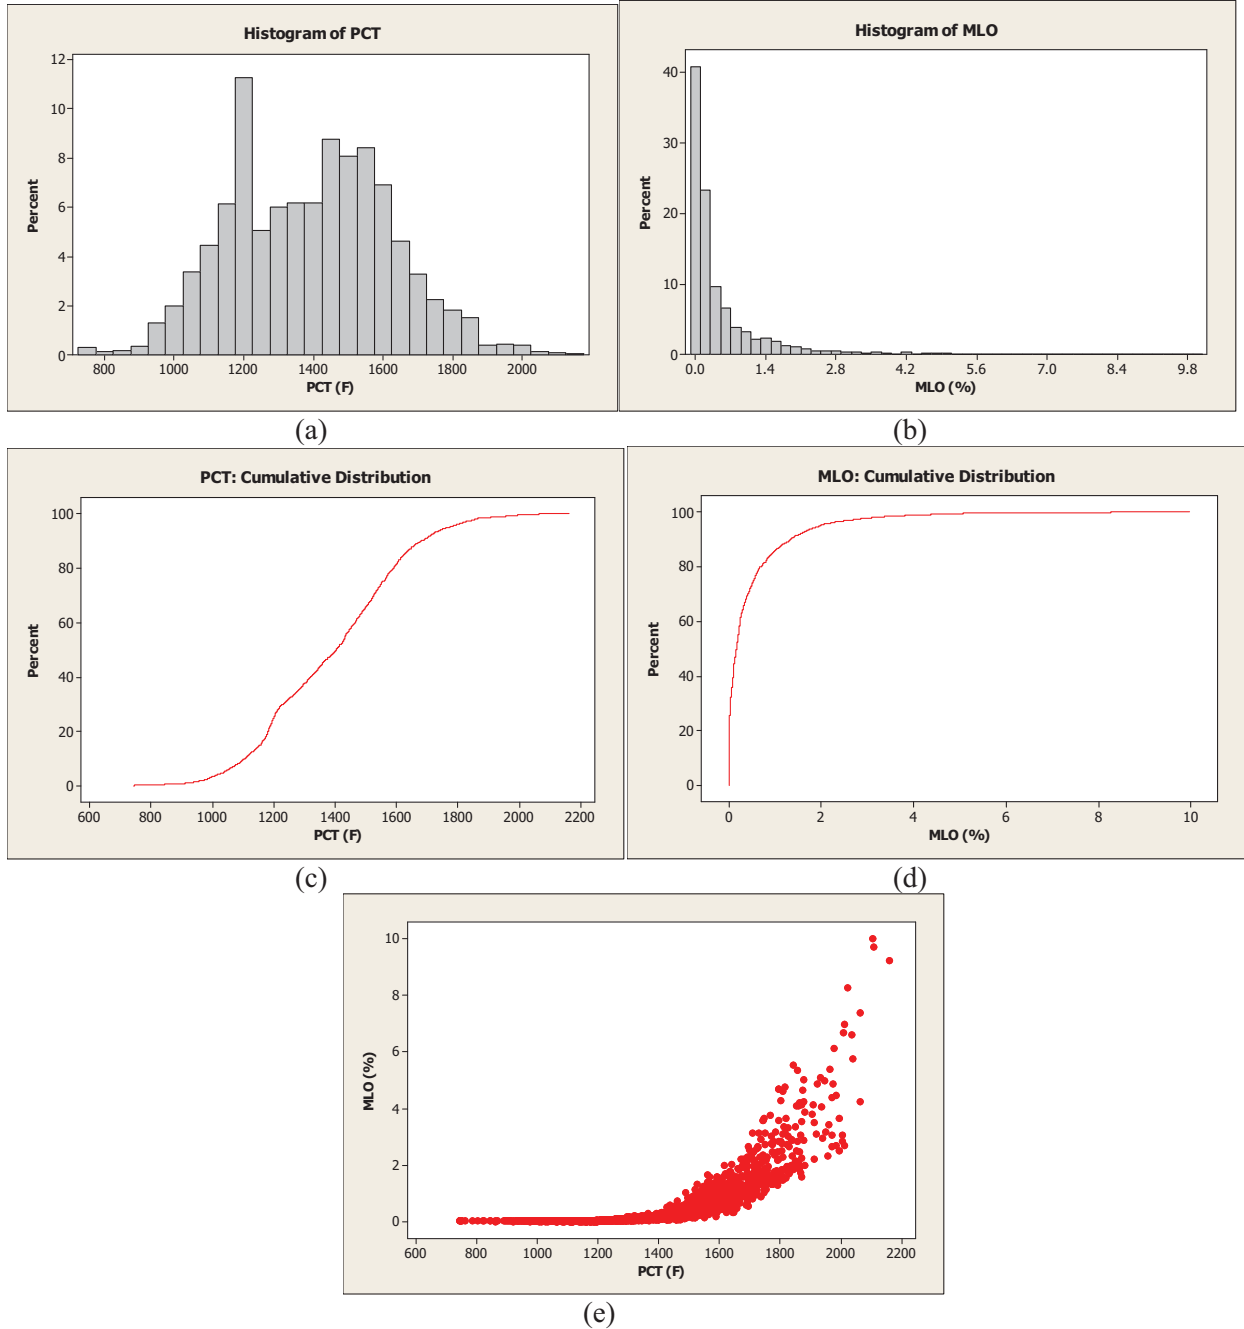 Histogram of PCT
12
10
8
6
4
2
0
Percent
800 1000 1200 1400 1600 1800 2000
PCT (F)
(a)
Histogram of MLO
40
30
20
10
0
Percent
0.0 1.4 2.8 4.2 5.6 7.0 8.4 9.8
MLO (%)
(b)
PCT: Cumulative Distribution
100
80
60
40
20
0
Percent
600 800 1000 1200 1400 1600 1800 2000 2200
PCT (F)
(c)
MLO: Cumulative Distribution
100
80
60
40
20
0
Percent
0 2 4 6 8 10
MLO (%)
(d)
10
8
6
4
2
0
MLO (%)
600 800 1000 1200 1400 1600 1800 2000 2200
PCT (F)
(e)